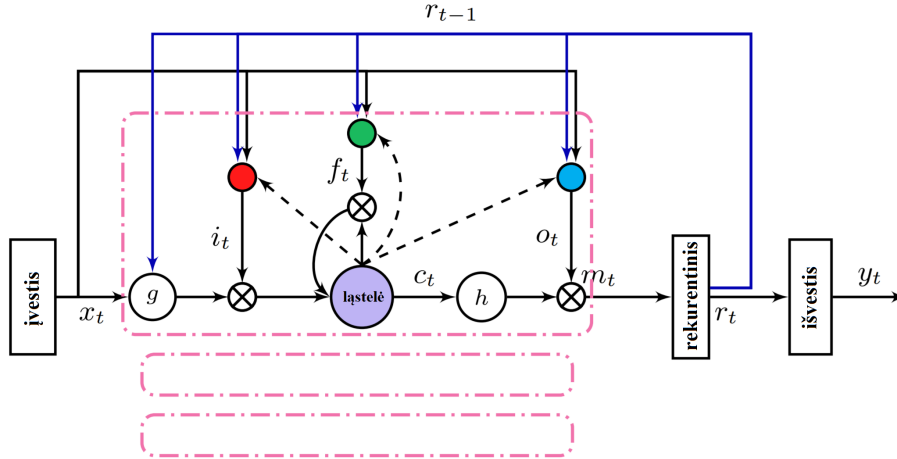 r_{t-1}
f_t
i_t
o_t
įvestis
x_t
g
ląstelė
c_t
h
m_t
rekurentinis
r_t
išvestis
y_t